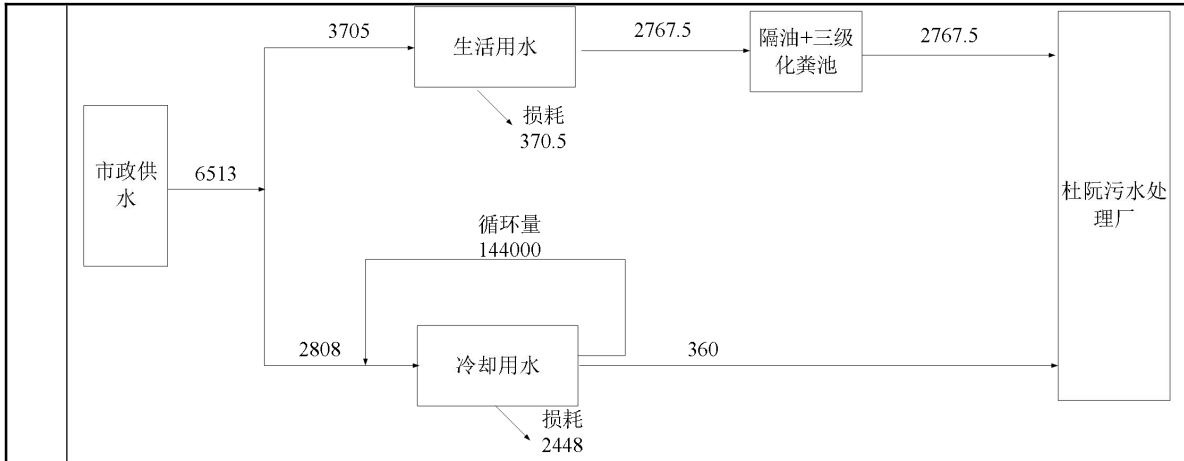 3705
生活用水
2767.5
隔油+三级
化粪池
2767.5
损耗
370.5
市政供
水
6513
杜阮污水处
理厂
循环量
144000
2808
冷却用水
360
损耗
2448